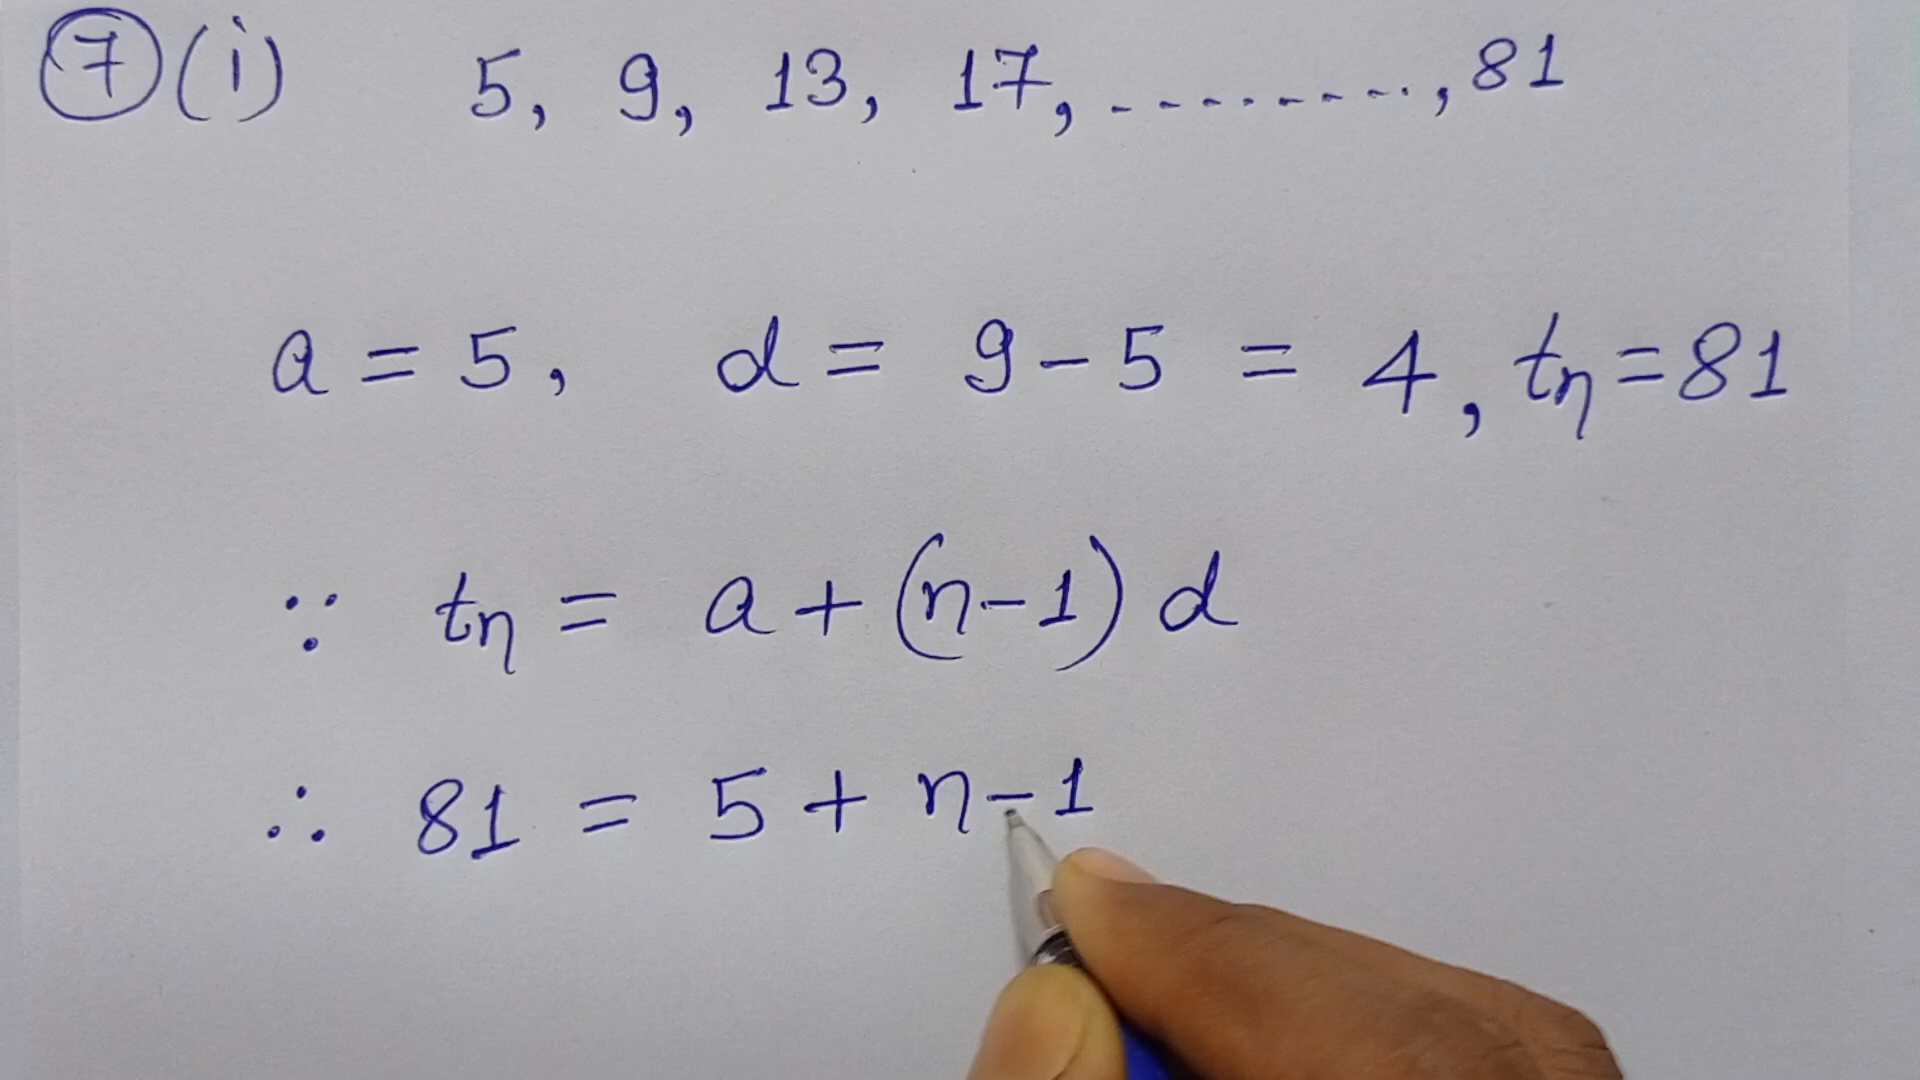 7 (i) 5, 9, 13, 17, ---------, 81
a = 5, d = 9 - 5 = 4, tn = 81
∵ tn = a + (n-1) d
∴ 81 = 5 + n-1